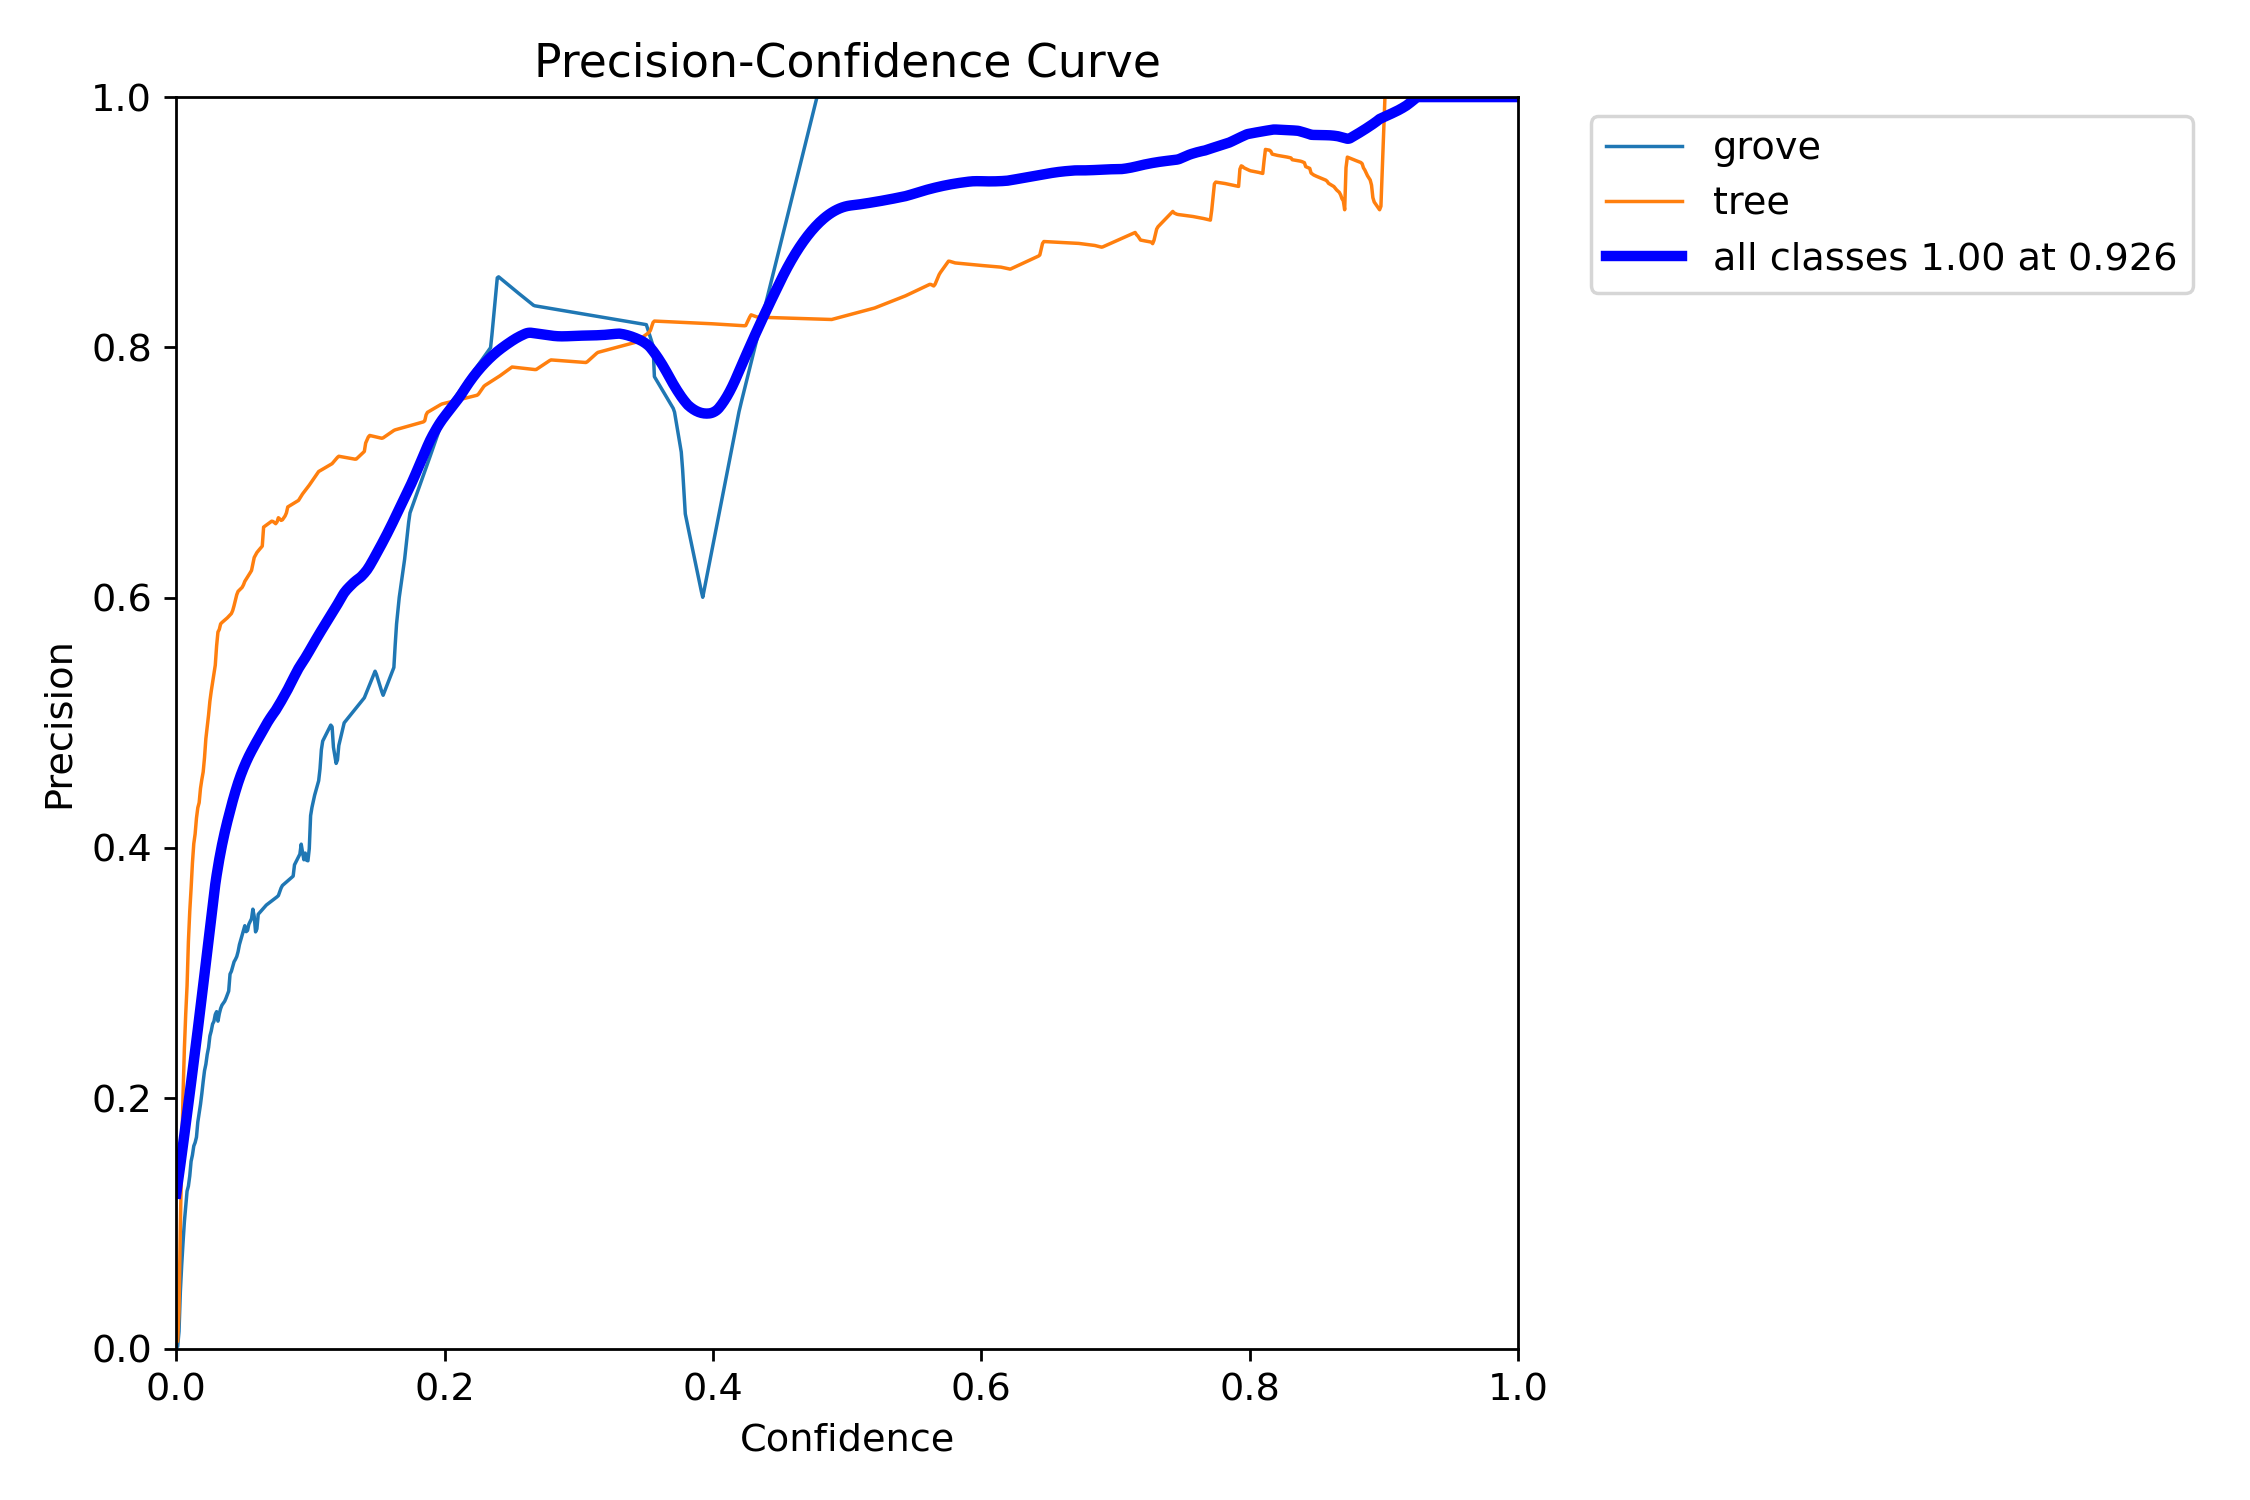 Precision-Confidence Curve
1.0
0.8
0.6
0.4
0.2
0.0
Precision
0.0 0.2 0.4 0.6 0.8 1.0
Confidence
grove
tree
all classes 1.00 at 0.926